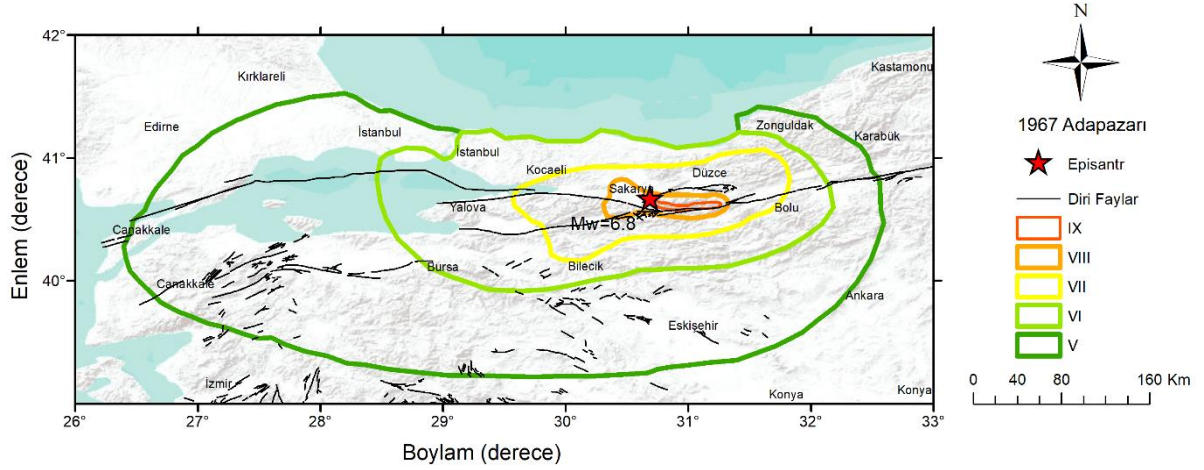 42°
41°
40°
Enlem (derece)
Kırklareli
Edirne
İstanbul
İstanbul
Kocaeli
Sakarya
Düzce
Zonguldak
Kastamonu
Karabük
Bolu
Yalova
Mw=6.8
Çanakkale
Çanakkale
Bursa
Bilecik
Eskişehir
Ankara
İzmir
Konya
Konya
26°
27°
28°
29°
30°
31°
32°
33°
Boylam (derece)
N
1967 Adapazarı
Episantr
Diri Faylar
IX
VIII
VII
VI
V
0 40 80 160 Km